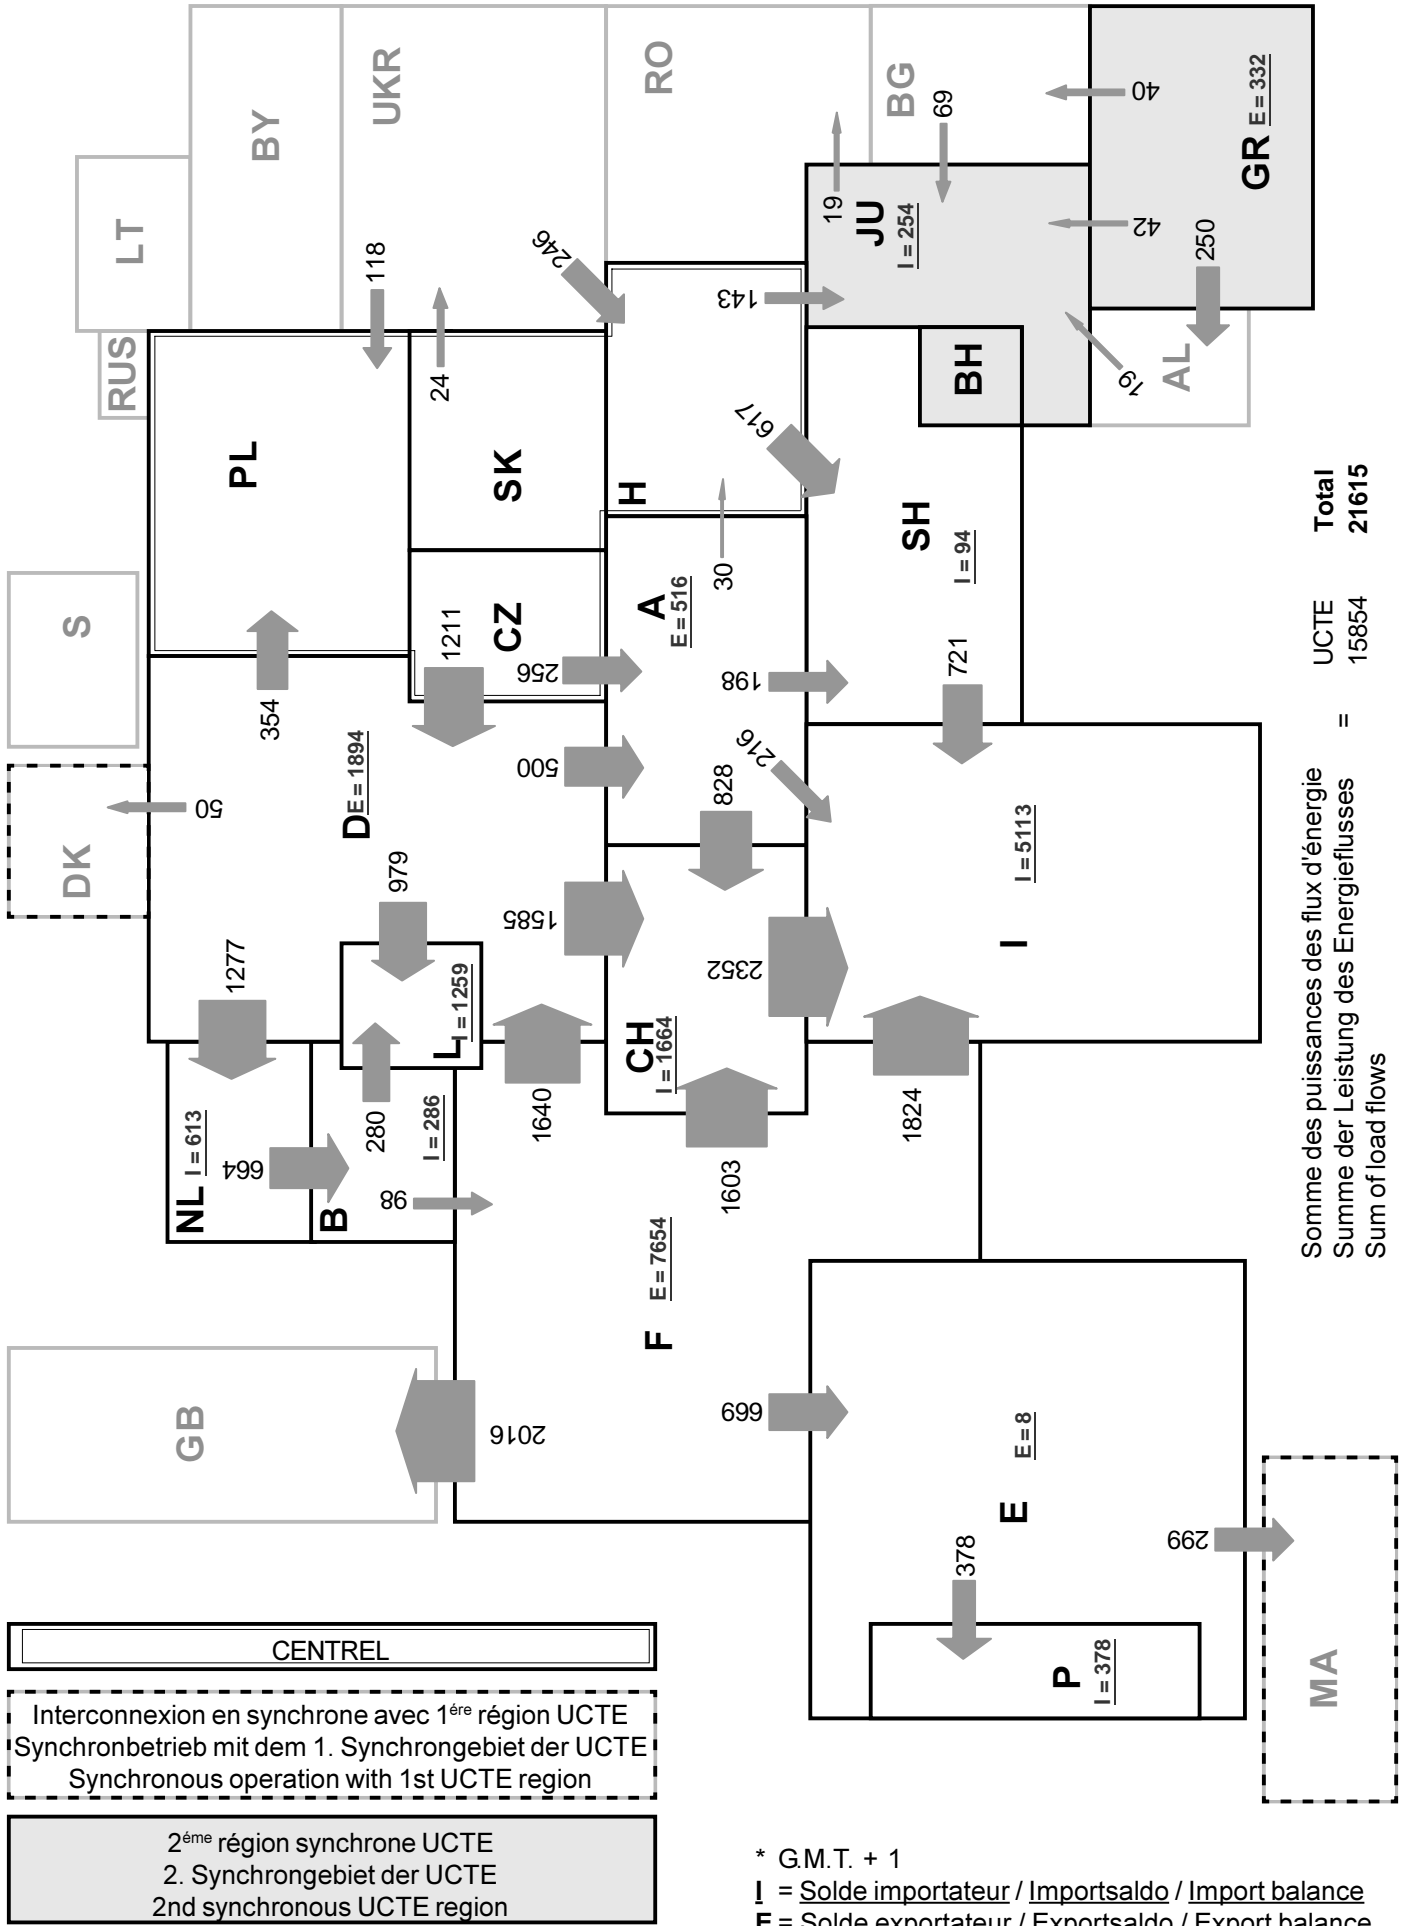 S
LT
BY
UKR
RUS
RO
BG
DK
PL
118
24
246
19
69
40
JU
I = 254
GR E = 332
42
250
143
19
AL
BH
354
SK
H
617
SH
I = 94
CZ
1211
256
A
E = 516
30
198
721
50
D E = 1894
500
828
216
979
1277
1585
2352
I
I = 5113
L
I = 1259
1640
CH
I = 1664
1824
NL I = 613
664
B
280
I = 286
98
1603
GB
2016
F E = 7654
669
E E = 8
378
299
P
I = 378
MA
Somme des puissances des flux d'énergie
Summe der Leistung des Energieflusses = UCTE 15854 Total 21615
Sum of load flows
CENTREL
Interconnexion en synchrone avec 1ére région UCTE
Synchronbetrieb mit dem 1. Synchrongebiet der UCTE
Synchronous operation with 1st UCTE region
2éme région synchrone UCTE
2. Synchrongebiet der UCTE
2nd synchronous UCTE region
* G.M.T. + 1
I = Solde importateur / Importsaldo / Import balance
E = Solde exportateur / Exportsaldo / Export balance